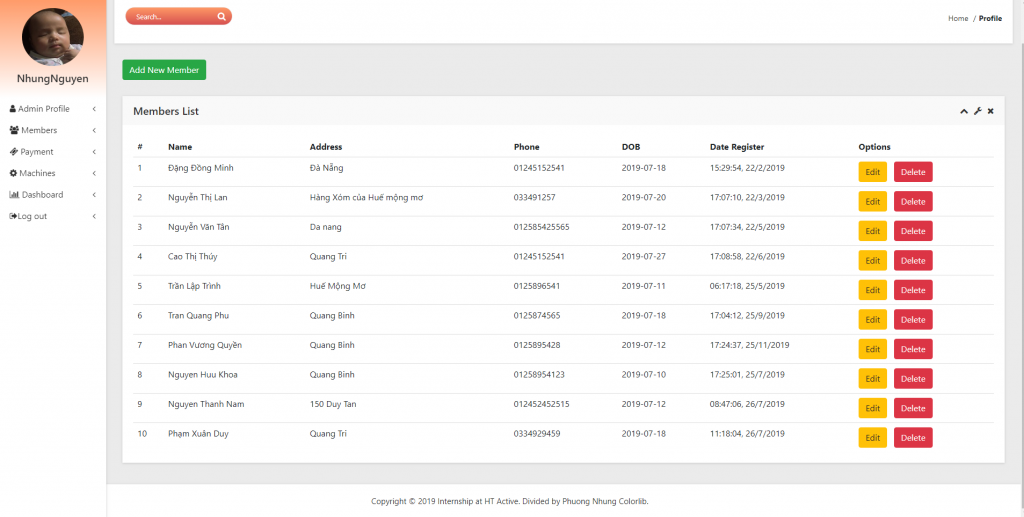 Search...
Home / Profile
NhungNguyen
Admin Profile
Members
Payment
Machines
Dashboard
Log out
Add New Member
Members List
# Name Address Phone DOB Date Register Options
1 Đặng Đồng Minh Đà Nẵng 01245152541 2019-07-18 15:29:54, 22/2/2019 Edit Delete
2 Nguyễn Thị Lan Hàng Xóm của Huế mộng mơ 033491257 2019-07-20 17:07:10, 22/3/2019 Edit Delete
3 Nguyễn Văn Tân Da nang 012585425565 2019-07-12 17:07:34, 22/5/2019 Edit Delete
4 Cao Thị Thúy Quang Tri 01245152541 2019-07-27 17:08:58, 22/6/2019 Edit Delete
5 Trần Lập Trình Huế Mộng Mơ 0125896541 2019-07-11 06:17:18, 25/5/2019 Edit Delete
6 Tran Quang Phu Quang Binh 0125874565 2019-07-18 17:04:12, 25/9/2019 Edit Delete
7 Phan Vương Quyền Quang Binh 0125895428 2019-07-12 17:24:37, 25/11/2019 Edit Delete
8 Nguyen Huu Khoa Quang Binh 01258954123 2019-07-10 17:25:01, 25/7/2019 Edit Delete
9 Nguyen Thanh Nam 150 Duy Tan 012452452515 2019-07-12 08:47:06, 26/7/2019 Edit Delete
10 Phạm Xuân Duy Quang Tri 0334929459 2019-07-18 11:18:04, 26/7/2019 Edit Delete
Copyright © 2019 Internship at HT Active. Divided by Phuong Nhung Colorlib.